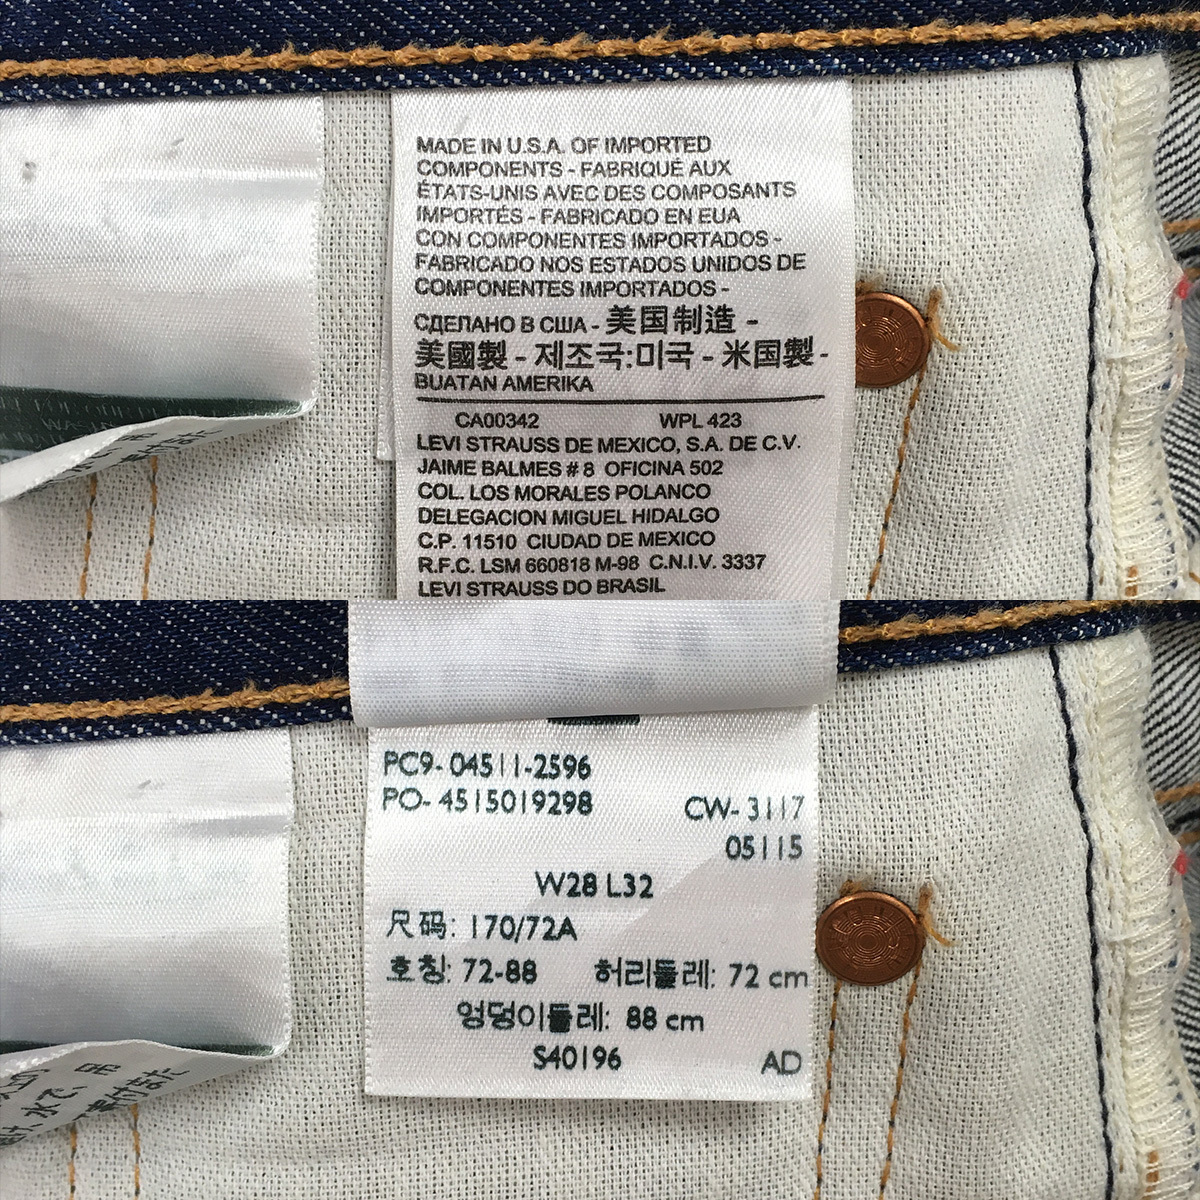 MADE IN U.S.A. OF IMPORTED
COMPONENTS - FABRIQUÉ AUX
ÉTATS-UNIS AVEC DES COMPOSANTS
IMPORTÉS - FABRICADO EN EUA
CON COMPONENTES IMPORTADOS -
FABRICADO NOS ESTADOS UNIDOS DE
COMPONENTES IMPORTADOS -
СДЕЛАНО В США - 美国制造 -
美國製 - 제조국:미국 - 米国製 -
BUATAN AMERIKA
CA00342 WPL 423
LEVI STRAUSS DE MEXICO, S.A. DE C.V.
JAIME BALMES # 8 OFICINA 502
COL. LOS MORALES POLANCO
DELEGACION MIGUEL HIDALGO
C.P. 11510 CIUDAD DE MEXICO
R.F.C. LSM 660818 M-98 C.N.I.V. 3337
LEVI STRAUSS DO BRASIL
PC9- 04511-2596
PO- 4515019298 CW- 3117
05115
W28 L32
尺码: 170/72A
호칭: 72-88 허리둘레: 72 cm
엉덩이둘레: 88 cm
S40196 AD